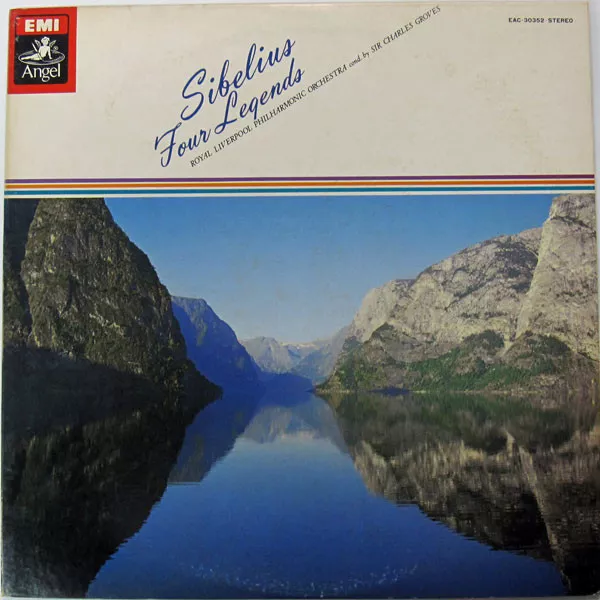 EMI
Angel
EAC-30352 · STEREO
Sibelius
Four Legends
ROYAL LIVERPOOL PHILHARMONIC ORCHESTRA cond. by SIR CHARLES GROVES